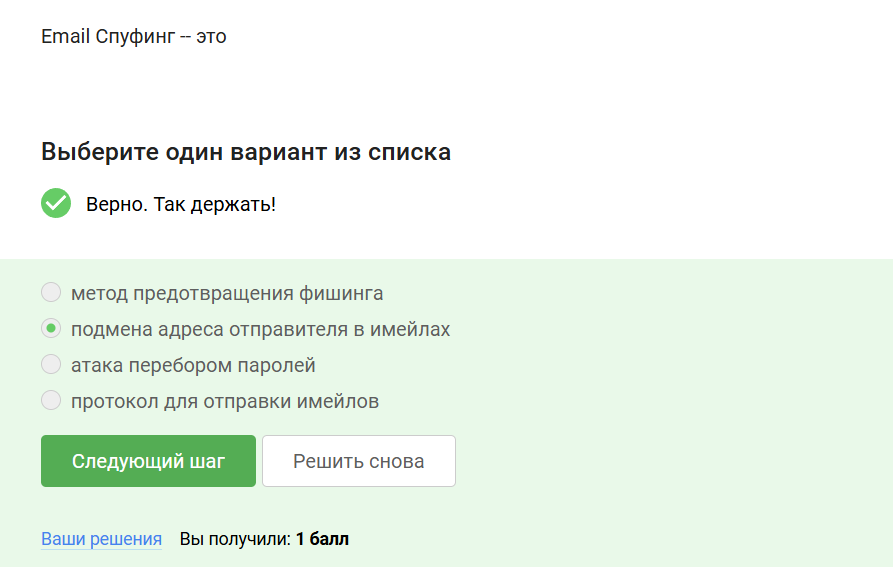 Email Спуфинг -- это
Выберите один вариант из списка
Верно. Так держать!
метод предотвращения фишинга
подмена адреса отправителя в имейлах
атака перебором паролей
протокол для отправки имейлов
Следующий шаг Решить снова
Ваши решения Вы получили: 1 балл